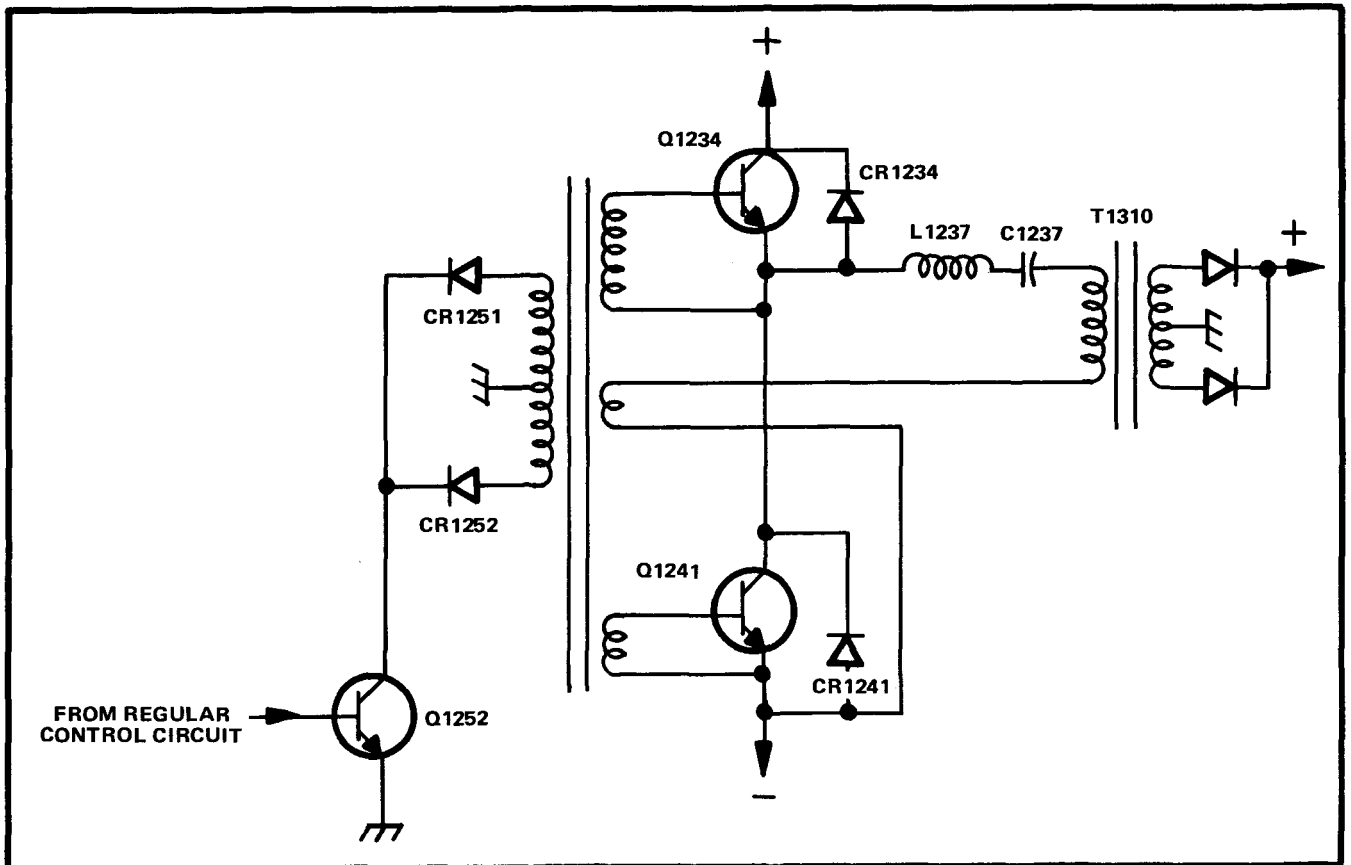 +
Q1234
CR1234
L1237
C1237
T1310
+
CR1251
CR1252
Q1241
CR1241
FROM REGULAR
CONTROL CIRCUIT
Q1252
−